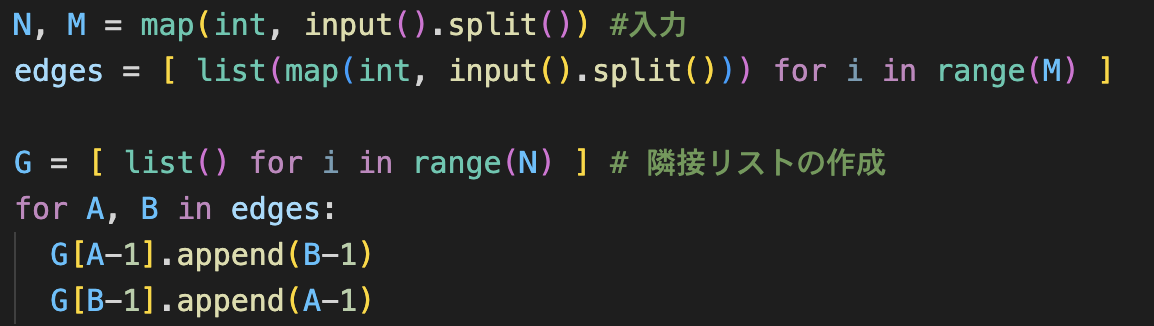 N, M = map(int, input().split()) #入力
edges = [ list(map(int, input().split())) for i in range(M) ]
G = [ list() for i in range(N) ] # 隣接リストの作成
for A, B in edges:
G[A-1].append(B-1)
G[B-1].append(A-1)